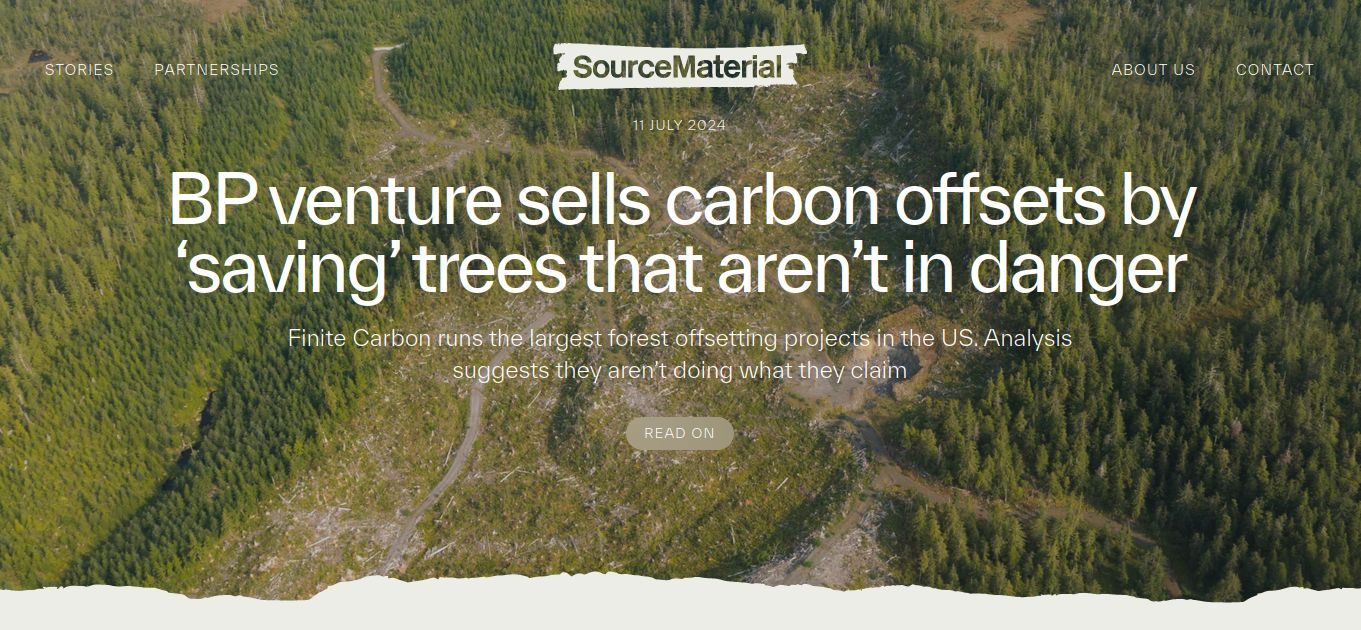 STORIES
PARTNERSHIPS
SourceMaterial
ABOUT US
CONTACT
11 JULY 2024
BP venture sells carbon offsets by
‘saving’ trees that aren’t in danger
Finite Carbon runs the largest forest offsetting projects in the US. Analysis
suggests they aren’t doing what they claim
READ ON